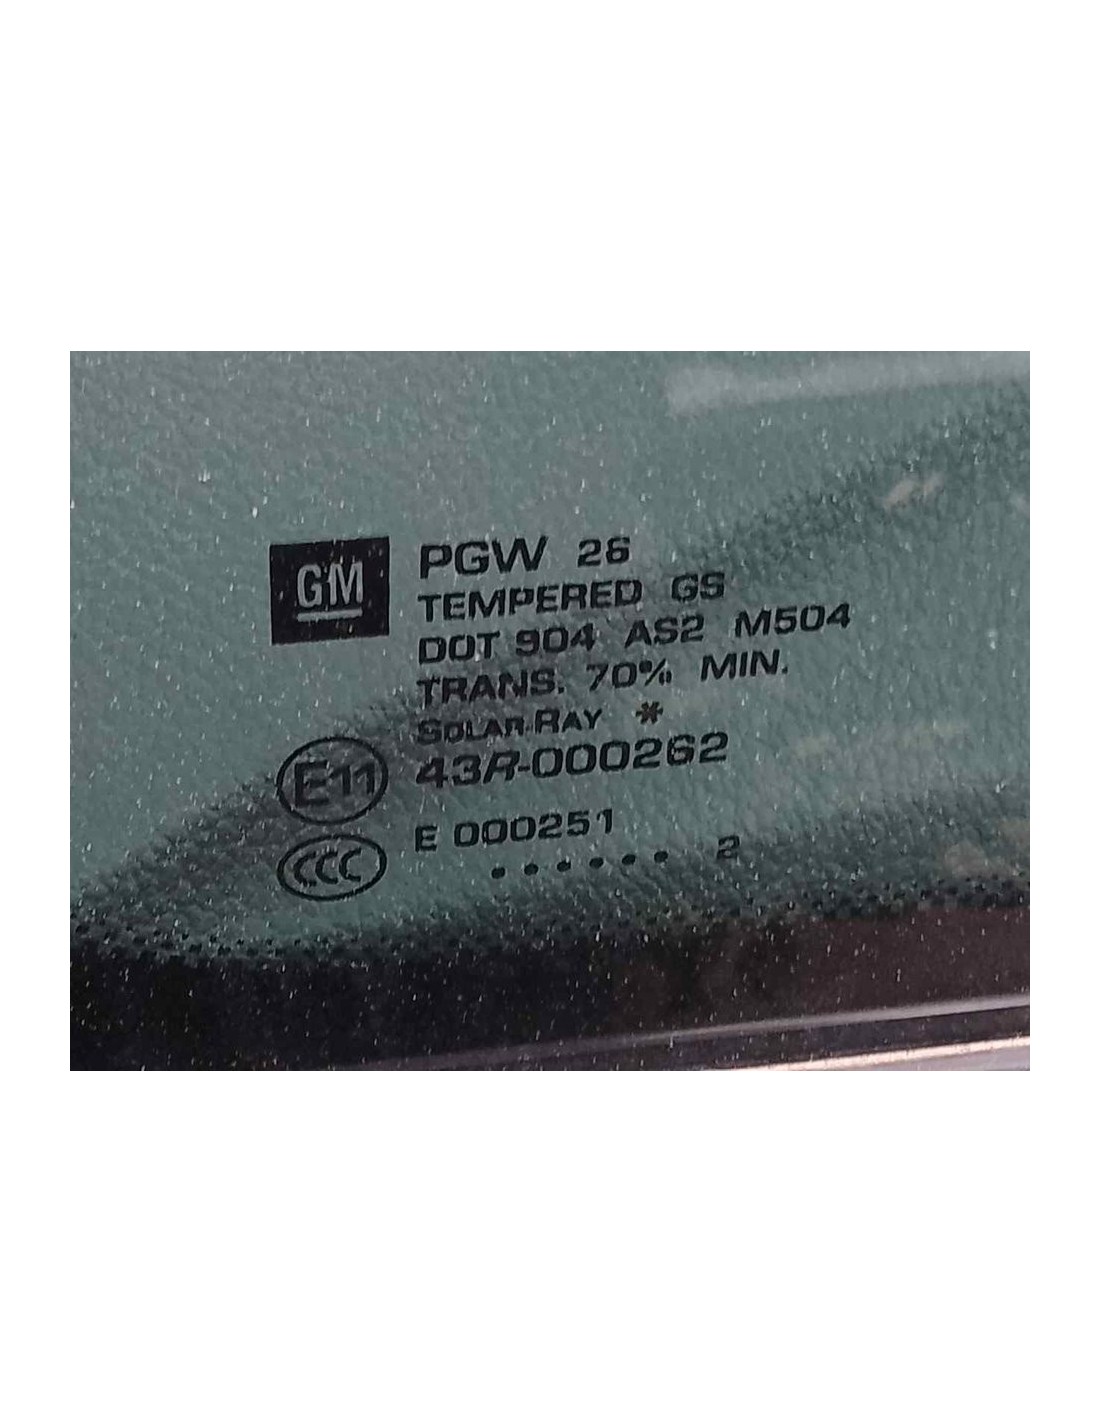 GM
PGW 26
TEMPERED GS
DOT 904 AS2 M504
TRANS. 70% MIN.
SOLAR-RAY *
E11 43R-000262
CCC E 000251
...... 2